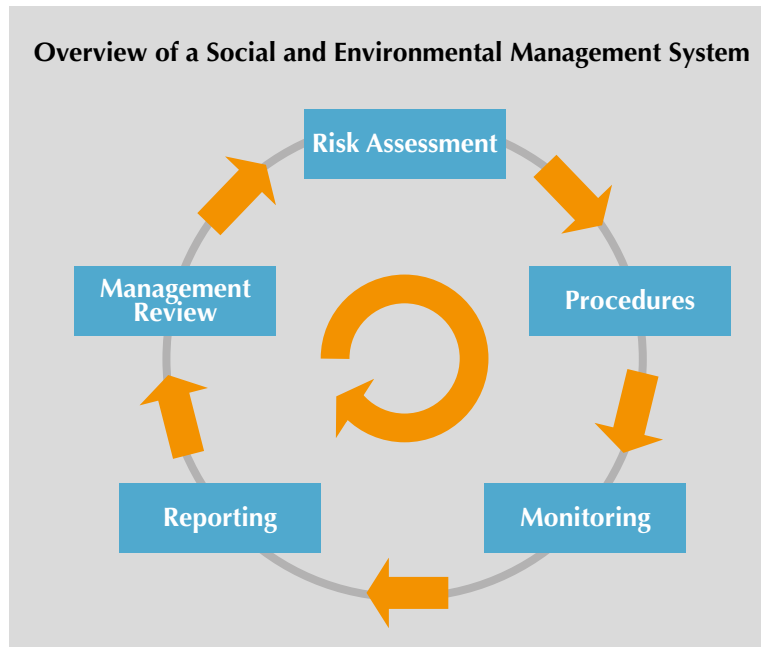 Overview of a Social and Environmental Management System
Risk Assessment
Procedures
Monitoring
Reporting
Management
Review